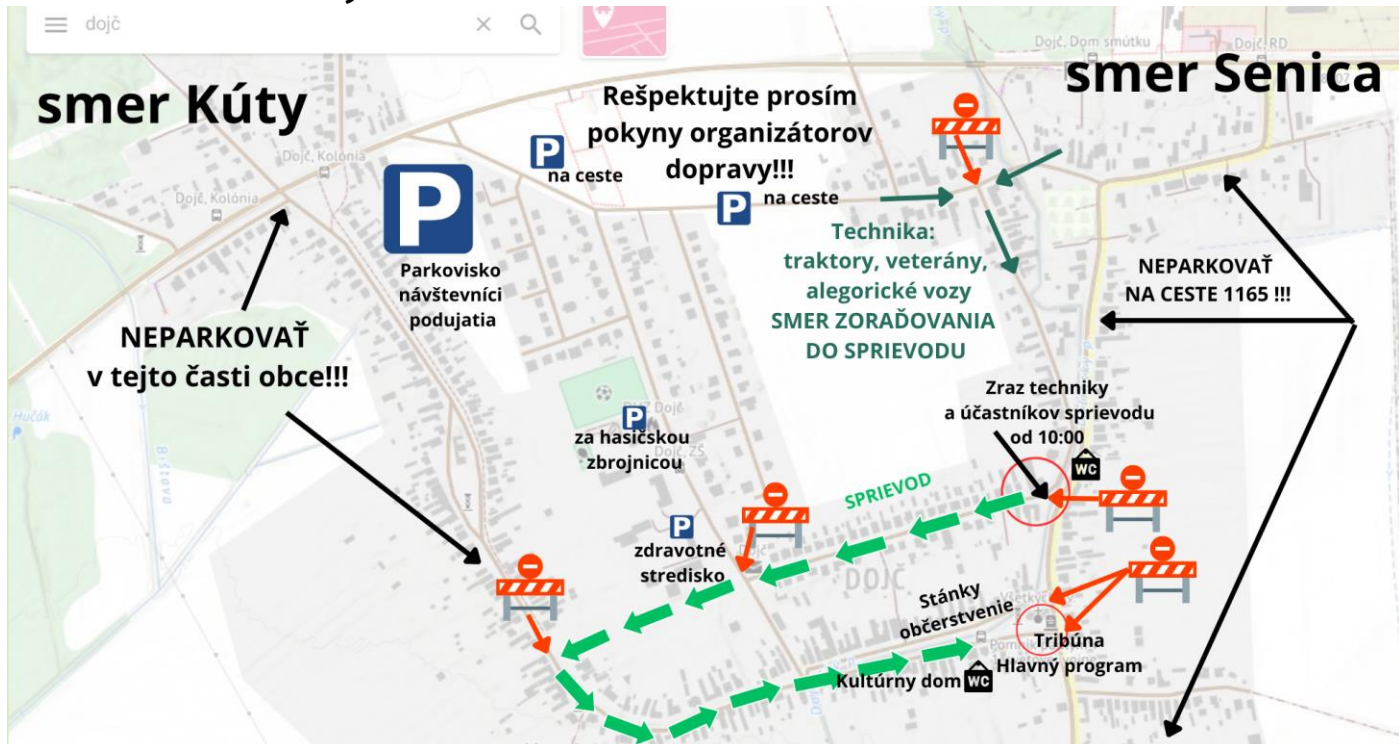 dojč
Dojč, Dom smútku
Dojč, RD
smer Kúty
smer Senica
Rešpektujte prosím
pokyny organizátorov
dopravy!!!
P
na ceste
P
na ceste
Dojč, Kolónia
Dojč, Kolónia
P
Parkovisko
návštevníci
podujatia
Technika:
traktory, veterány,
alegorické vozy
SMER ZORAĎOVANIA
DO SPRIEVODU
NEPARKOVAŤ
NA CESTE 1165 !!!
NEPARKOVAŤ
v tejto časti obce!!!
Zraz techniky
a účastníkov sprievodu
od 10:00
WC
Hučák
Bištava
P
za hasičskou
zbrojnicou
Dojč, ZŠ
SPRIEVOD
P
zdravotné
stredisko
DOJČ
Stánky
občerstvenie
Tribúna
Hlavný program
Kultúrny dom
WC